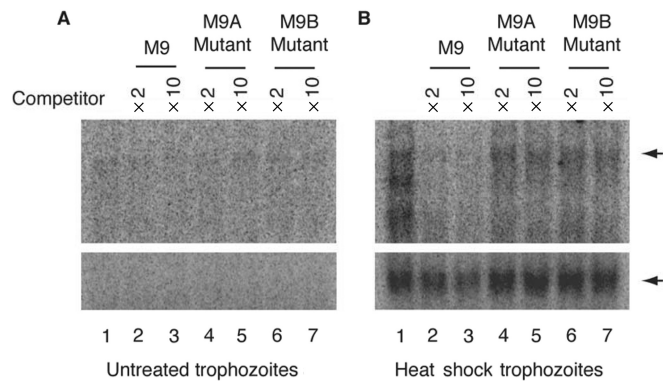 A
M9
M9A
Mutant
M9B
Mutant
Competitor
× 2
× 10
× 2
× 10
× 2
× 10
1 2 3 4 5 6 7
Untreated trophozoites
B
M9
M9A
Mutant
M9B
Mutant
× 2
× 10
× 2
× 10
× 2
× 10
1 2 3 4 5 6 7
Heat shock trophozoites